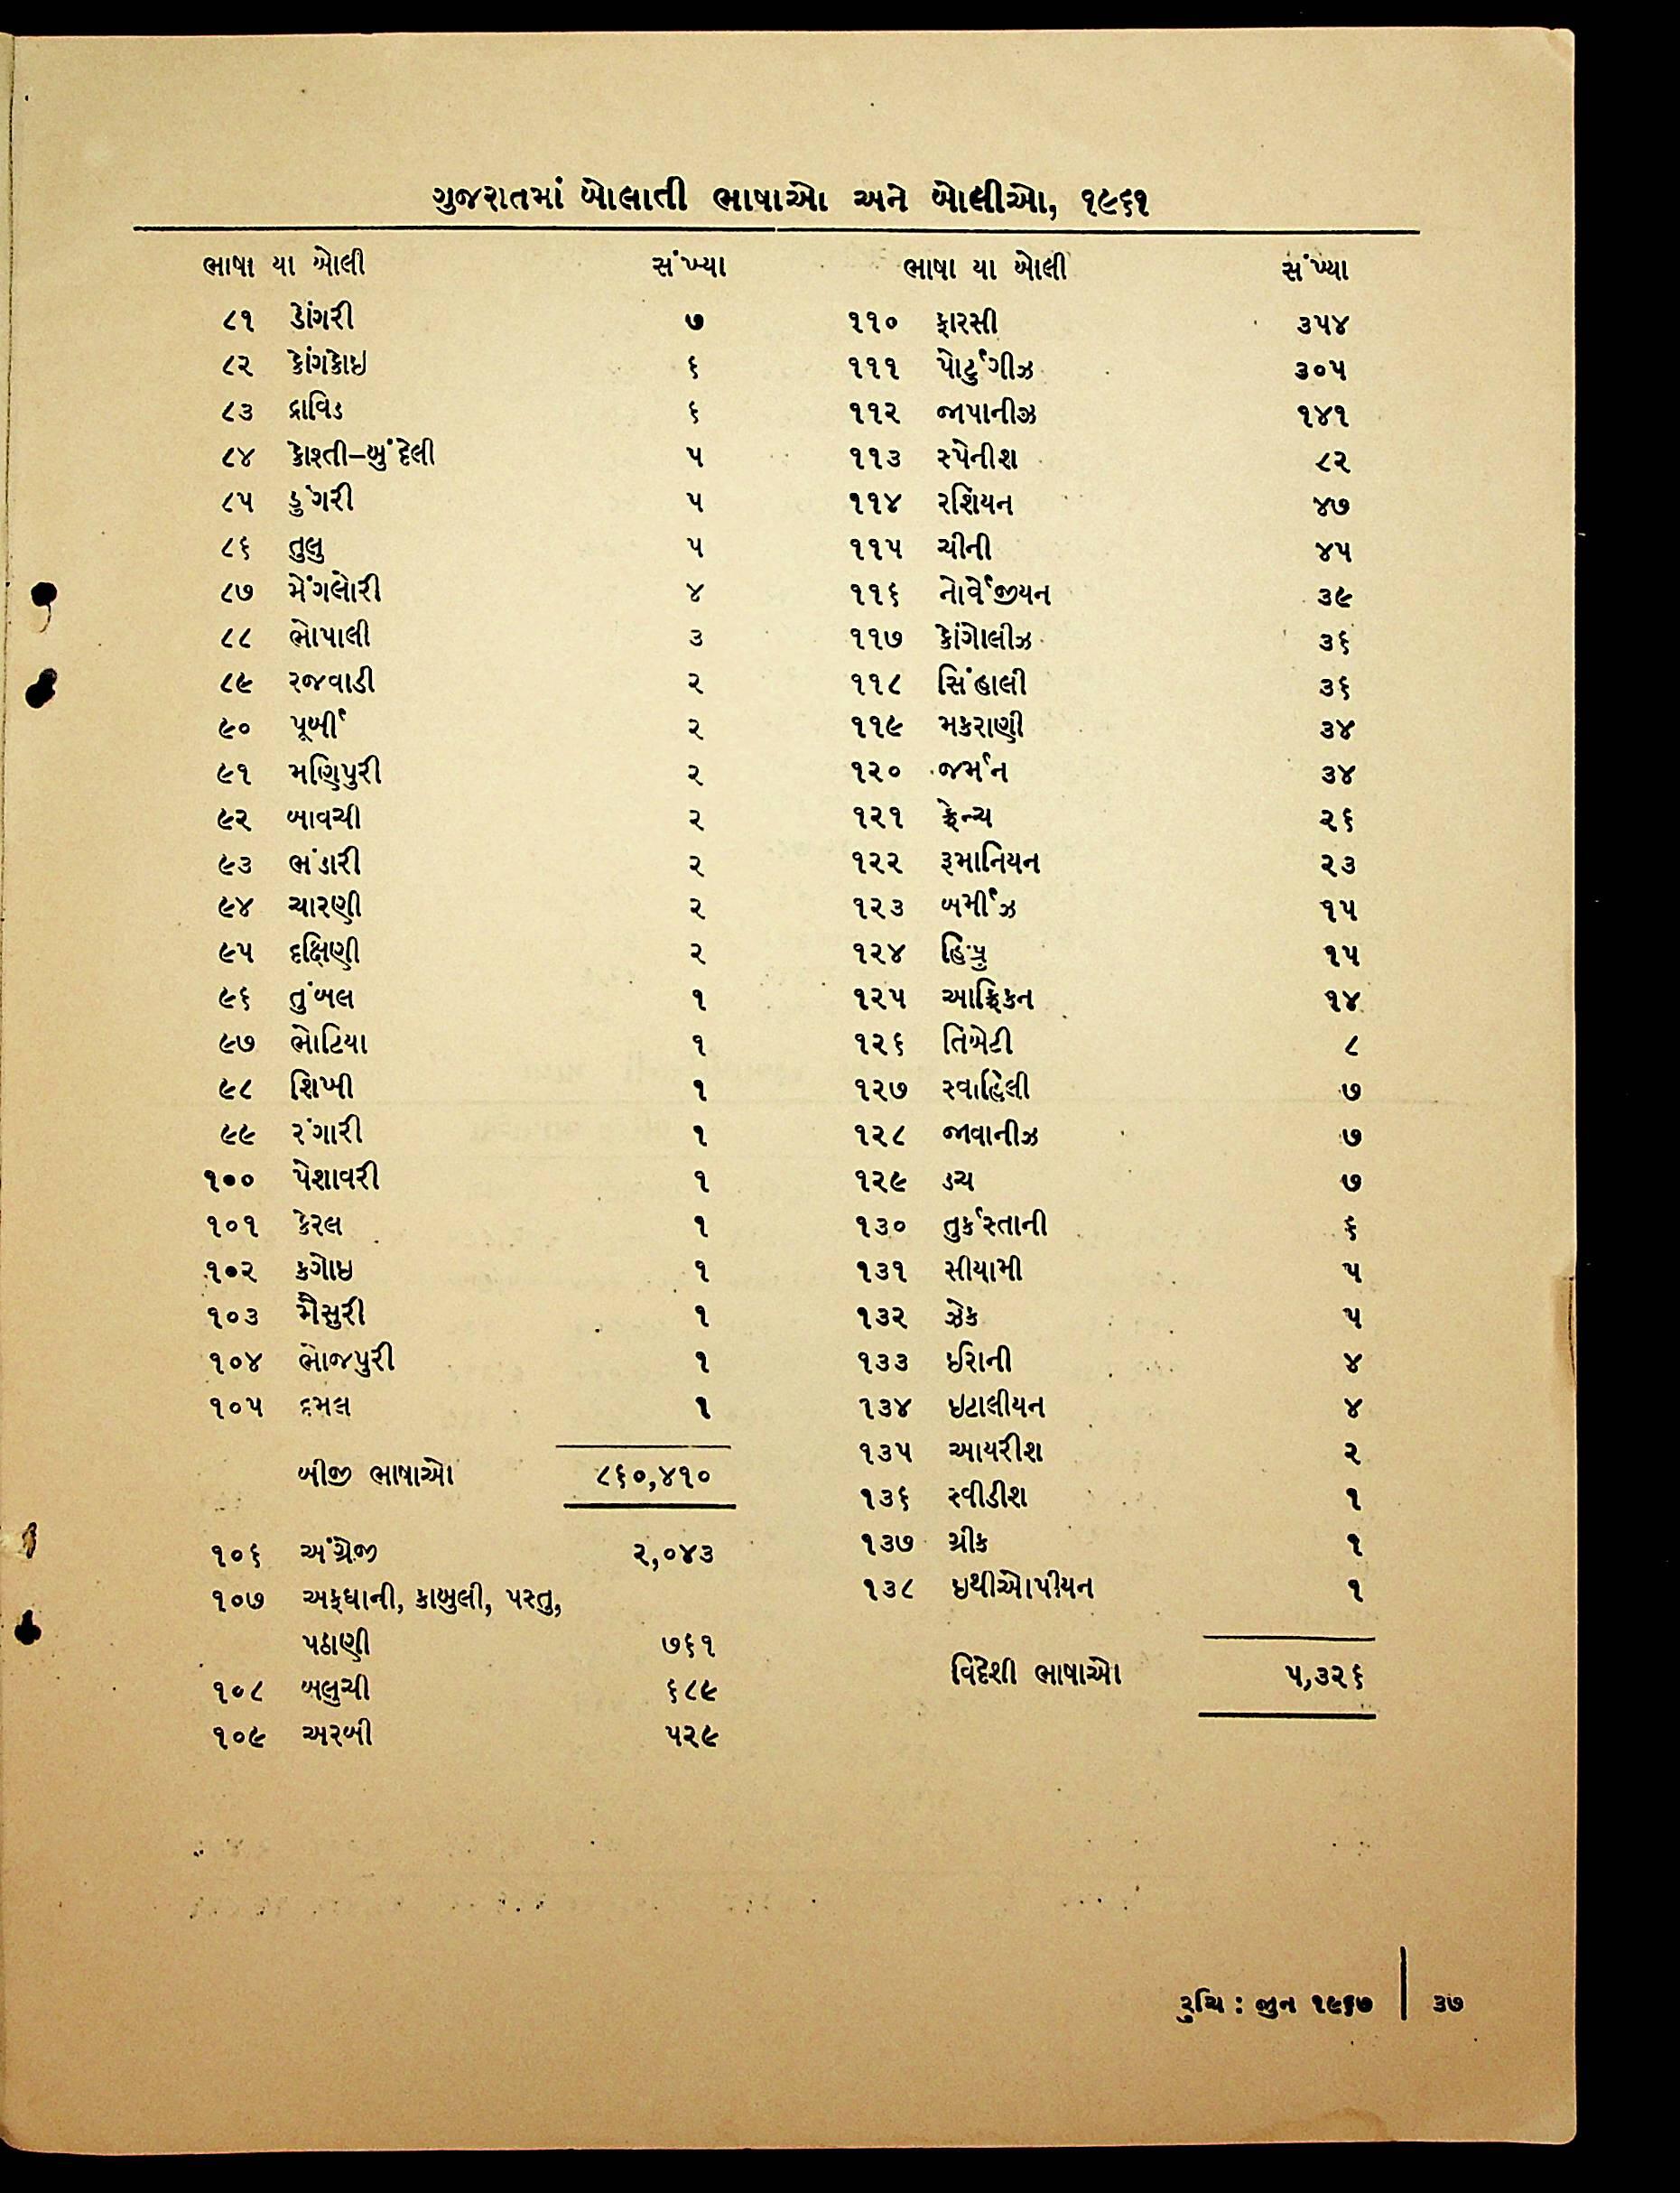 ગુજરાતમાં બોલાતી ભાષાઓ અને બોલીઓ, ૧૯૬૧
ભાષા યા બોલી સંખ્યા
૮૧ ડોંગરી ૭
૮૨ કોંગકોઇ ૬
૮૩ દ્રાવિડ ૬
૮૪ કોશ્તી–બુંદેલી ૫
૮૫ ડુંગરી ૫
૮૬ તુલુ ૫
૮૭ મેંગલોરી ૪
૮૮ ભોપાલી ૩
૮૯ રજવાડી ૨
૯૦ પૂર્બી ૨
૯૧ મણિપુરી ૨
૯૨ બાવચી ૨
૯૩ ભંડારી ૨
૯૪ ચારણી ૨
૯૫ દક્ષિણી ૨
૯૬ તુંબલ ૧
૯૭ ભોટિયા ૧
૯૮ શિખી ૧
૯૯ રંગારી ૧
૧૦૦ પેશાવરી ૧
૧૦૧ કેરલ ૧
૧૦૨ કગોઇ ૧
૧૦૩ મૈસુરી ૧
૧૦૪ ભોજપુરી ૧
૧૦૫ દમલ ૧
બીજી ભાષાઓ ૮૬૦,૪૧૦
૧૦૬ અંગ્રેજી ૨,૦૪૩
૧૦૭ અફઘાની, કાબુલી, પસ્તુ,
પઠાણી ૭૬૧
૧૦૮ બલુચી ૬૮૯
૧૦૯ અરબી ૫૨૯
ભાષા યા બોલી સંખ્યા
૧૧૦ ફારસી ૩૫૪
૧૧૧ પોર્ટુગીઝ ૩૦૫
૧૧૨ જાપાનીઝ ૧૪૧
૧૧૩ સ્પેનીશ ૮૨
૧૧૪ રશિયન ૪૭
૧૧૫ ચીની ૪૫
૧૧૬ નોર્વેજીયન ૩૯
૧૧૭ કોંગોલીઝ ૩૬
૧૧૮ સિંહાલી ૩૬
૧૧૯ મકરાણી ૩૪
૧૨૦ જર્મન ૩૪
૧૨૧ ફ્રેન્ચ ૨૬
૧૨૨ રૂમાનિયન ૨૩
૧૨૩ બર્મીઝ ૧૫
૧૨૪ હિબ્રુ ૧૫
૧૨૫ આફ્રિકન ૧૪
૧૨૬ તિબેટી ૮
૧૨૭ સ્વાહિલી ૭
૧૨૮ જાવાનીઝ ૭
૧૨૯ ડચ ૭
૧૩૦ તુર્કસ્તાની ૬
૧૩૧ સીયામી ૫
૧૩૨ ઝેક ૫
૧૩૩ ઈરાની ૪
૧૩૪ ઇટાલીયન ૪
૧૩૫ આયરીશ ૨
૧૩૬ સ્વીડીશ ૧
૧૩૭ ગ્રીક ૧
૧૩૮ ઇથીઓપીયન ૧
વિદેશી ભાષાઓ ૫,૩૨૬
રુચિ : જુન ૧૯૬૭ | ૩૭